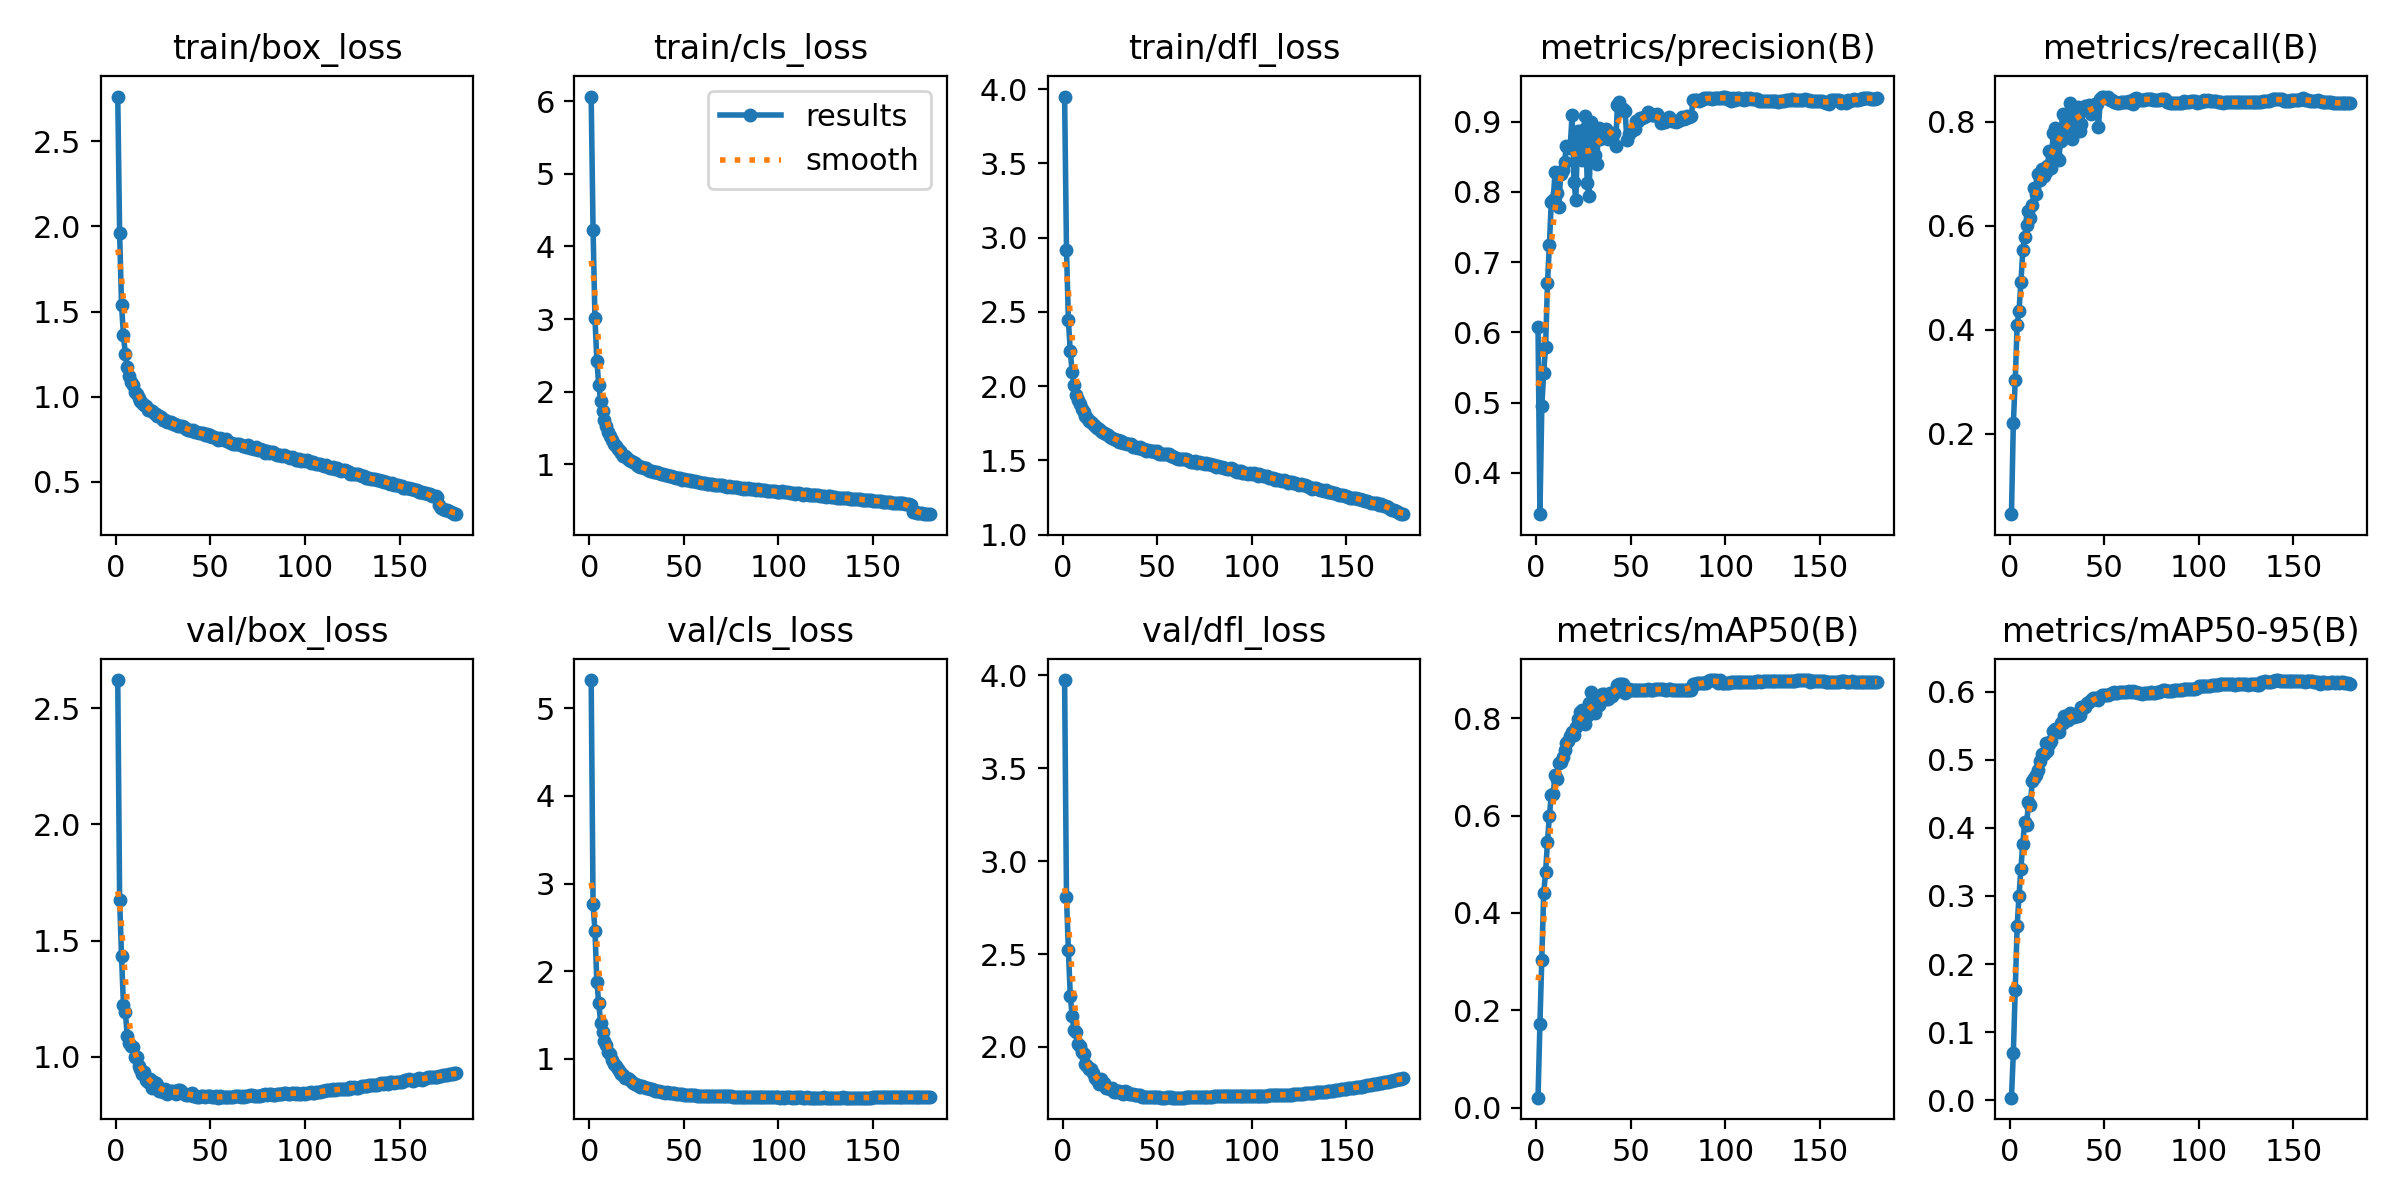 train/box_loss
train/cls_loss
train/dfl_loss
metrics/precision(B)
metrics/recall(B)
2.5
2.0
1.5
1.0
0.5
0 50 100 150
6
5
4
3
2
1
results
smooth
0 50 100 150
4.0
3.5
3.0
2.5
2.0
1.5
1.0
0 50 100 150
0.9
0.8
0.7
0.6
0.5
0.4
0 50 100 150
0.8
0.6
0.4
0.2
0 50 100 150
val/box_loss
val/cls_loss
val/dfl_loss
metrics/mAP50(B)
metrics/mAP50-95(B)
2.5
2.0
1.5
1.0
0 50 100 150
5
4
3
2
1
0 50 100 150
4.0
3.5
3.0
2.5
2.0
0 50 100 150
0.8
0.6
0.4
0.2
0.0
0 50 100 150
0.6
0.5
0.4
0.3
0.2
0.1
0.0
0 50 100 150